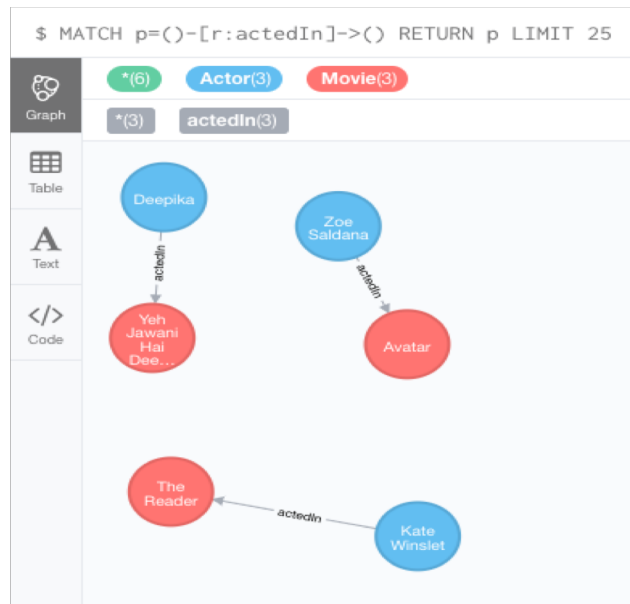 $ MATCH p=()-[r:actedIn]->() RETURN p LIMIT 25
Graph
Table
Text
Code
*(6) Actor(3) Movie(3)
*(3) actedIn(3)
Deepika
actedIn
Yeh
Jawani
Hai
Dee...
Zoe
Saldana
actedIn
Avatar
The
Reader
actedIn
Kate
Winslet